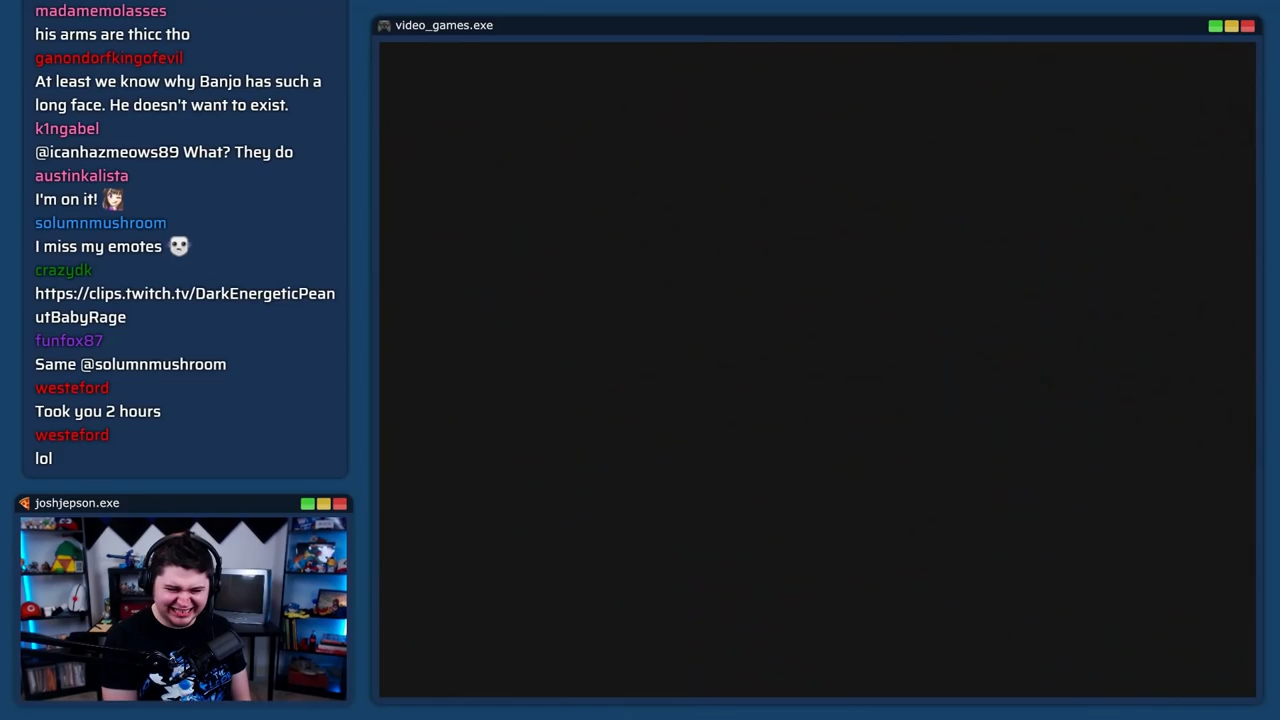 madamemolasses
his arms are thicc tho
ganondorfkingofevil
At least we know why Banjo has such a
long face. He doesn't want to exist.
k1ngabel
@icanhazmeows89 What? They do
austinkalista
I'm on it!
solumnmushroom
I miss my emotes
crazydk
https://clips.twitch.tv/DarkEnergeticPean
utBabyRage
funfox87
Same @solumnmushroom
westeford
Took you 2 hours
westeford
lol
joshjepson.exe
video_games.exe